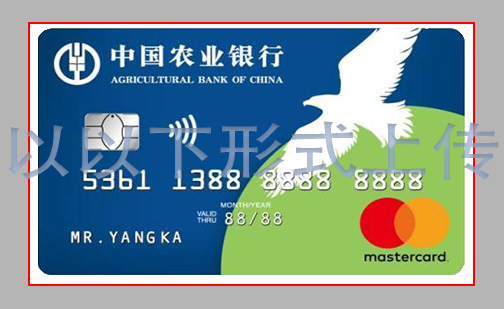 中国农业银行
AGRICULTURAL BANK OF CHINA
以以下形式上传
5361 1388 8888 8888
MONTH/YEAR
VALID
THRU 88/88
MR.YANGKA
mastercard.